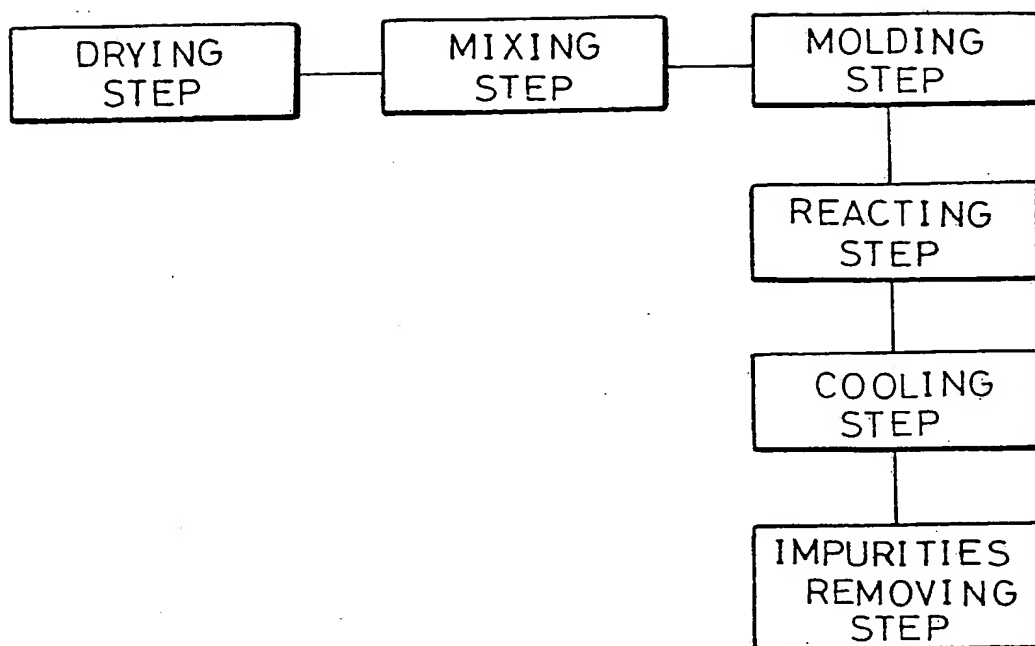 DRYING
STEP
MIXING
STEP
MOLDING
STEP
REACTING
STEP
COOLING
STEP
IMPURITIES
REMOVING
STEP